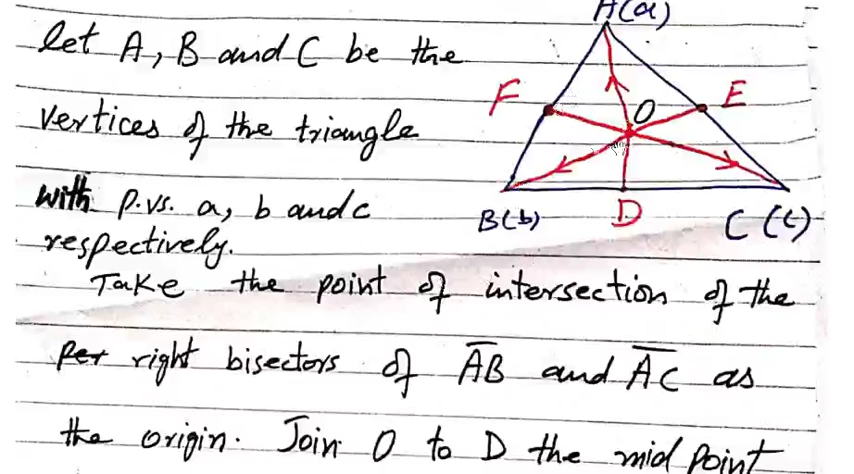 A(a)
let A, B and C be the
F
E
O
vertices of the triangle
with p.vs. a, b and c
B(b)
D
C (c)
respectively.
Take the point of intersection of the
per right bisectors of AB and AC as
the origin. Join O to D the mid point